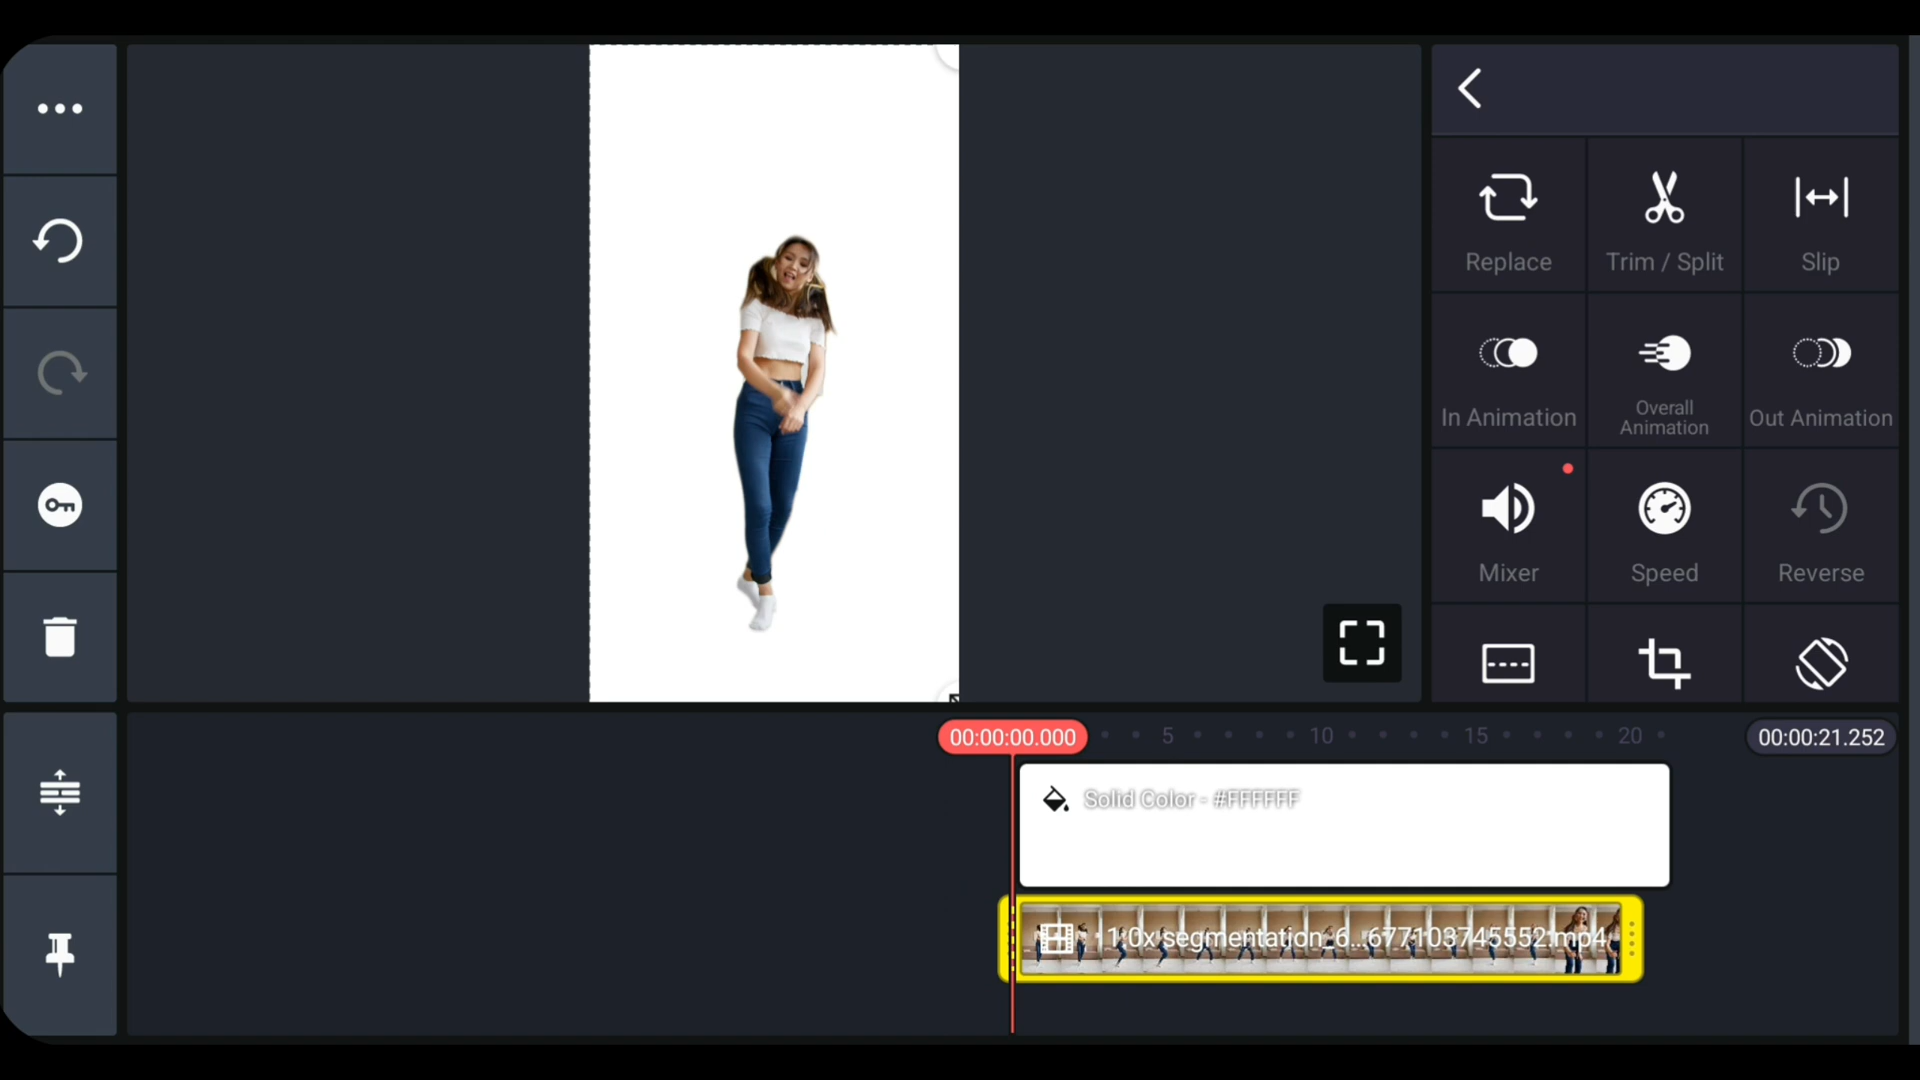 Replace
Trim / Split
Slip
In Animation
Overall
Animation
Out Animation
Mixer
Speed
Reverse
00:00:00.000
5
10
15
20
00:00:21.252
Solid Color - #FFFFFF
1.0x segmentation_6...677103745552.mp4